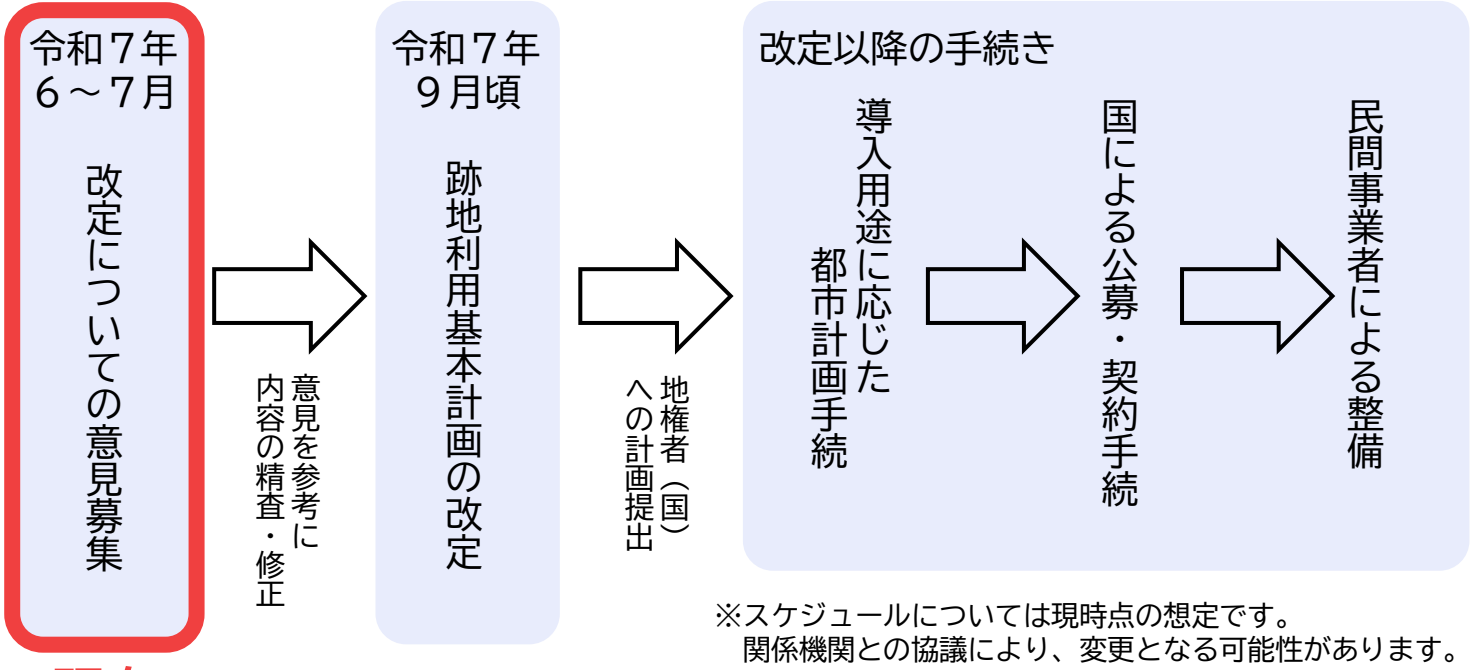 令和７年
６～７月
改定についての意見募集
意見を参考に
内容の精査・修正
令和７年
９月頃
跡地利用基本計画の改定
地権者（国）
への計画提出
改定以降の手続き
導入用途に応じた
都市計画手続
国による公募・契約手続
民間事業者による整備
※スケジュールについては現時点の想定です。
関係機関との協議により、変更となる可能性があります。